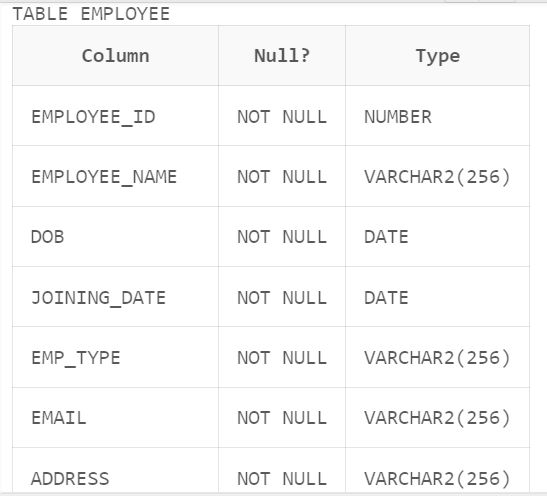 TABLE EMPLOYEE
Column Null? Type
EMPLOYEE_ID NOT NULL NUMBER
EMPLOYEE_NAME NOT NULL VARCHAR2(256)
DOB NOT NULL DATE
JOINING_DATE NOT NULL DATE
EMP_TYPE NOT NULL VARCHAR2(256)
EMAIL NOT NULL VARCHAR2(256)
ADDRESS NOT NULL VARCHAR2(256)